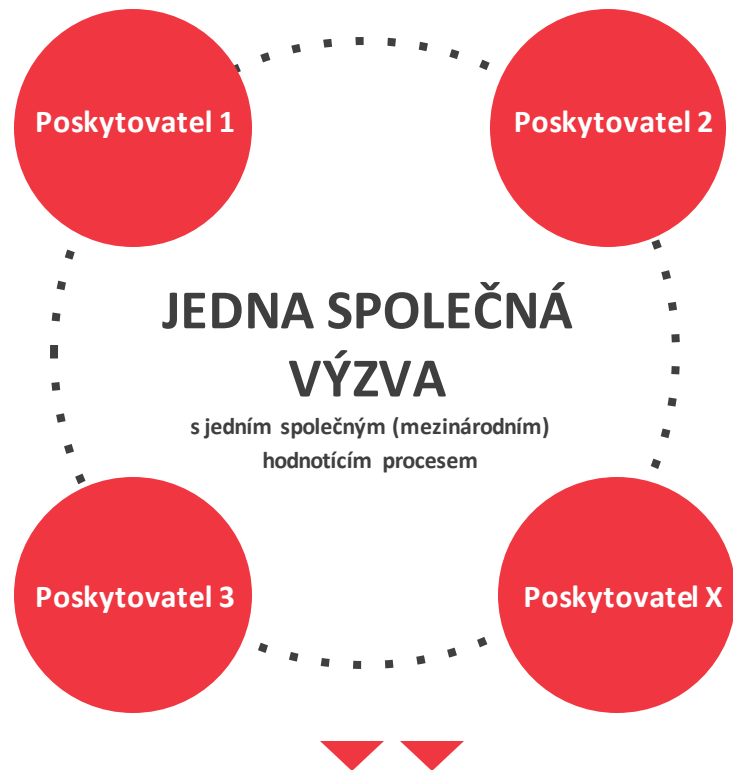 Poskytovatel 1
Poskytovatel 2
JEDNA SPOLEČNÁ
VÝZVA
s jedním společným (mezinárodním)
hodnotícím procesem
Poskytovatel 3
Poskytovatel X